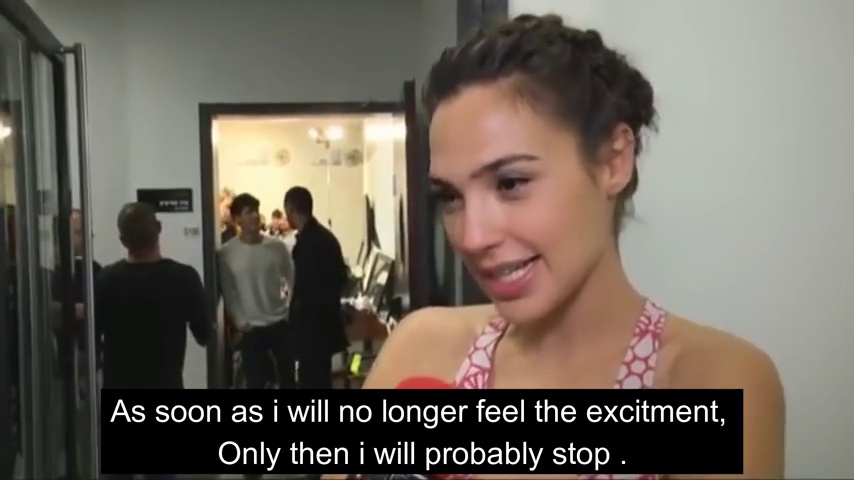 As soon as i will no longer feel the excitment,
Only then i will probably stop .